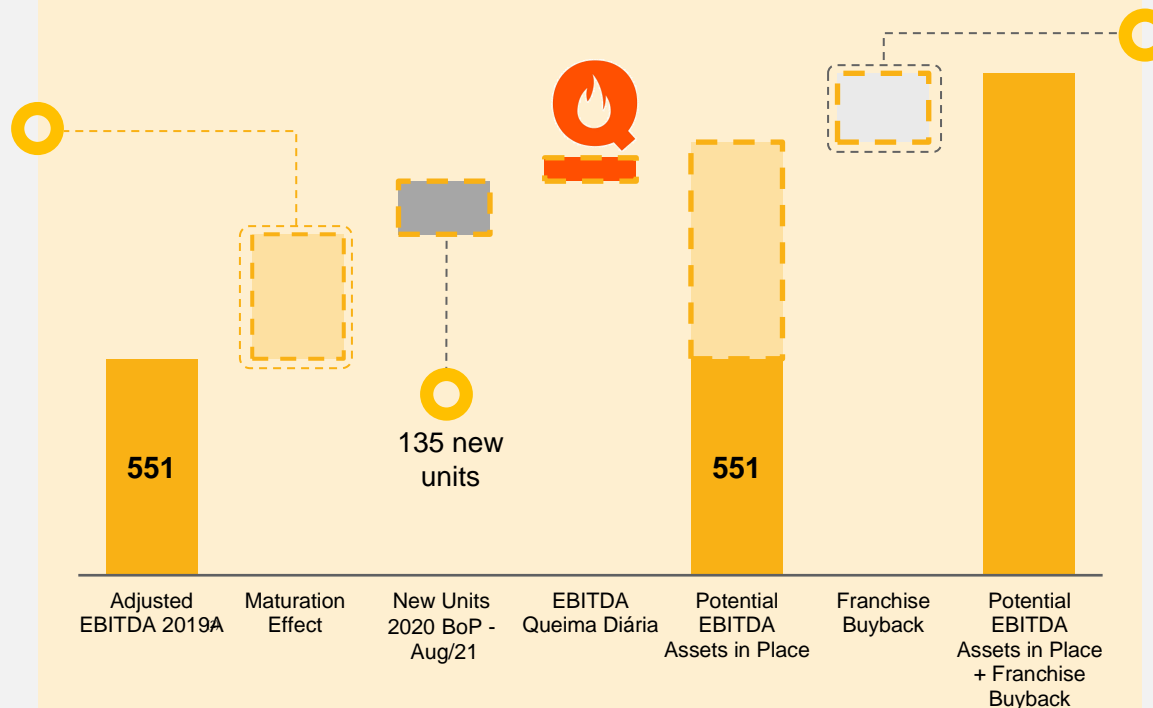 135 new
units
551
551
Adjusted
EBITDA 2019A
Maturation
Effect
New Units
2020 BoP -
Aug/21
EBITDA
Queima Diária
Potential
EBITDA
Assets in Place
Franchise
Buyback
Potential
EBITDA
Assets in Place
+ Franchise
Buyback